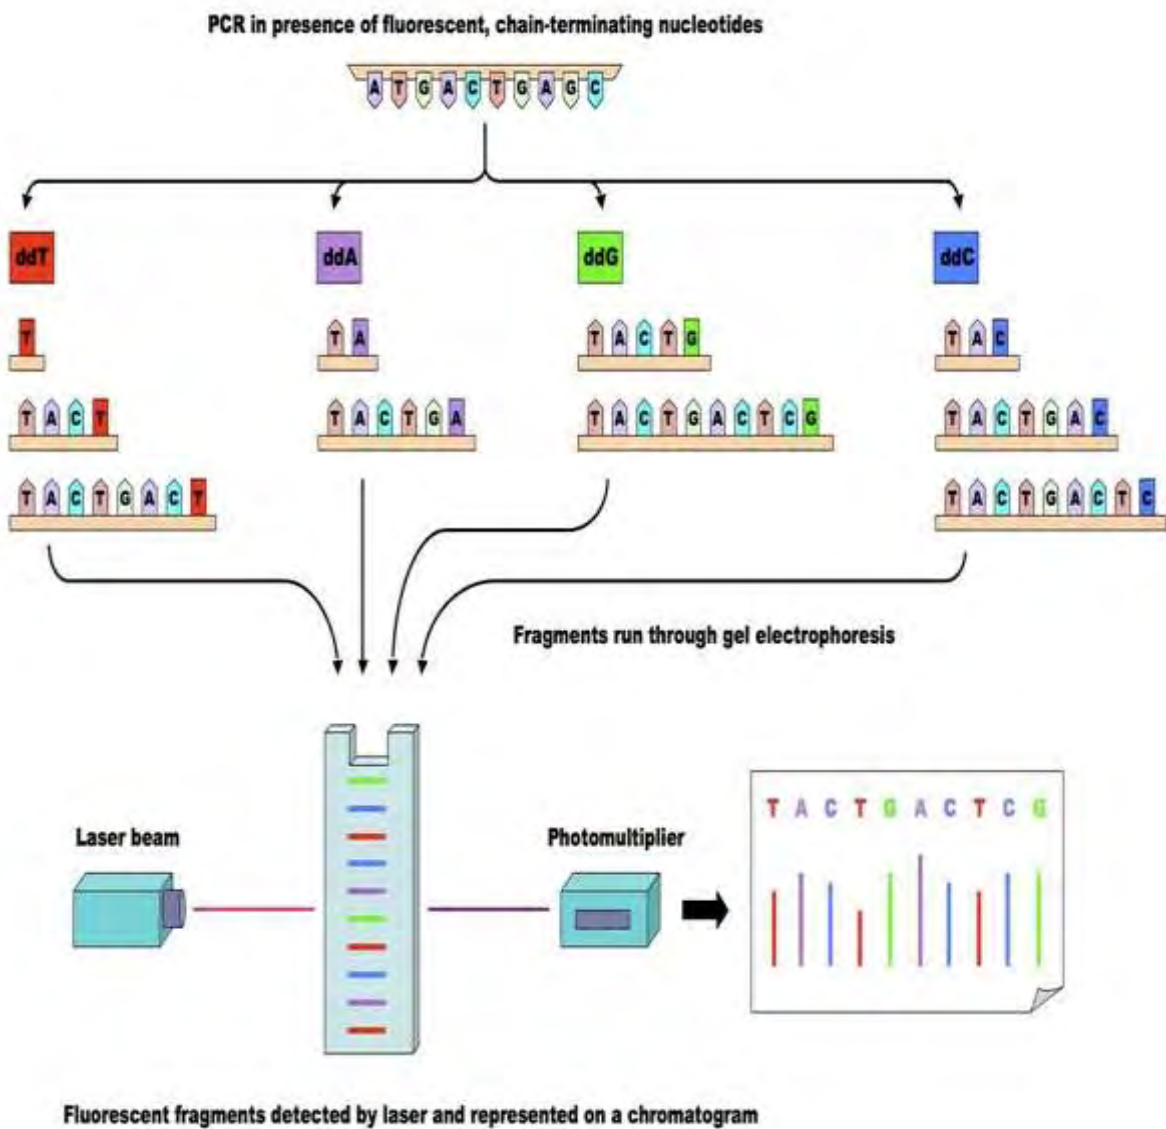 PCR in presence of fluorescent, chain-terminating nucleotides
A T G A C T G A G C
ddT ddA ddG ddC
T T A T A C T G T A C
T A C T T A C T G A T A C T G A C T C G T A C T G A C
T A C T G A C T T A C T G A C T C
Fragments run through gel electrophoresis
Laser beam Photomultiplier T A C T G A C T C G
Fluorescent fragments detected by laser and represented on a chromatogram